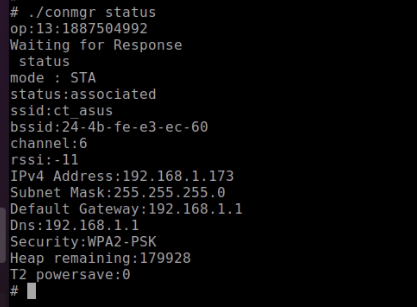 # ./conmgr status
op:13:1887504992
Waiting for Response
 status
mode : STA
status:associated
ssid:ct_asus
bssid:24-4b-fe-e3-ec-60
channel:6
rssi:-11
IPv4 Address:192.168.1.173
Subnet Mask:255.255.255.0
Default Gateway:192.168.1.1
Dns:192.168.1.1
Security:WPA2-PSK
Heap remaining:179928
T2 powersave:0
#